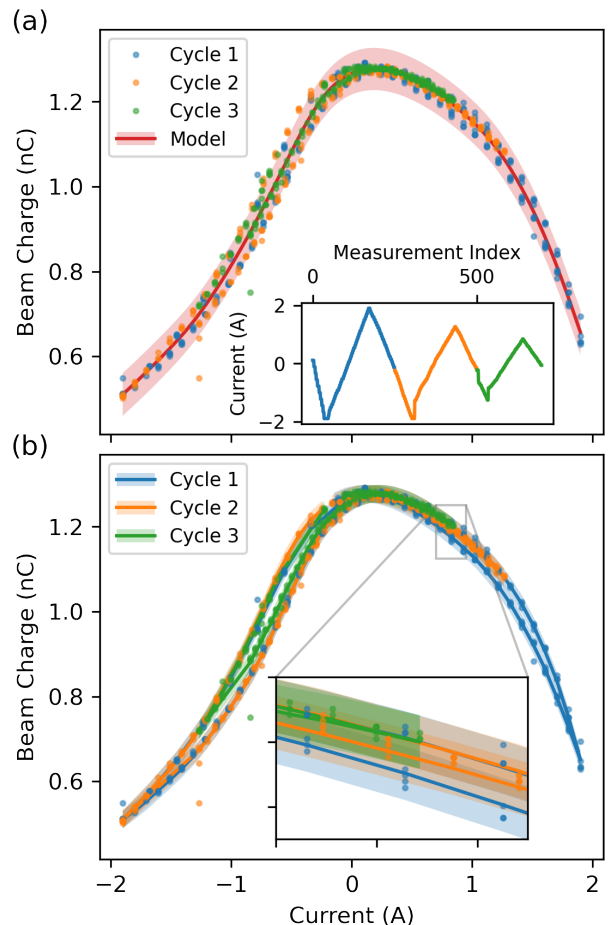 (a)
Cycle 1
Cycle 2
Cycle 3
Model
1.2
1.0
0.8
0.6
Beam Charge (nC)
Measurement Index
0
500
2
0
−2
Current (A)
(b)
Cycle 1
Cycle 2
Cycle 3
1.2
1.0
0.8
0.6
Beam Charge (nC)
−2
−1
0
1
2
Current (A)